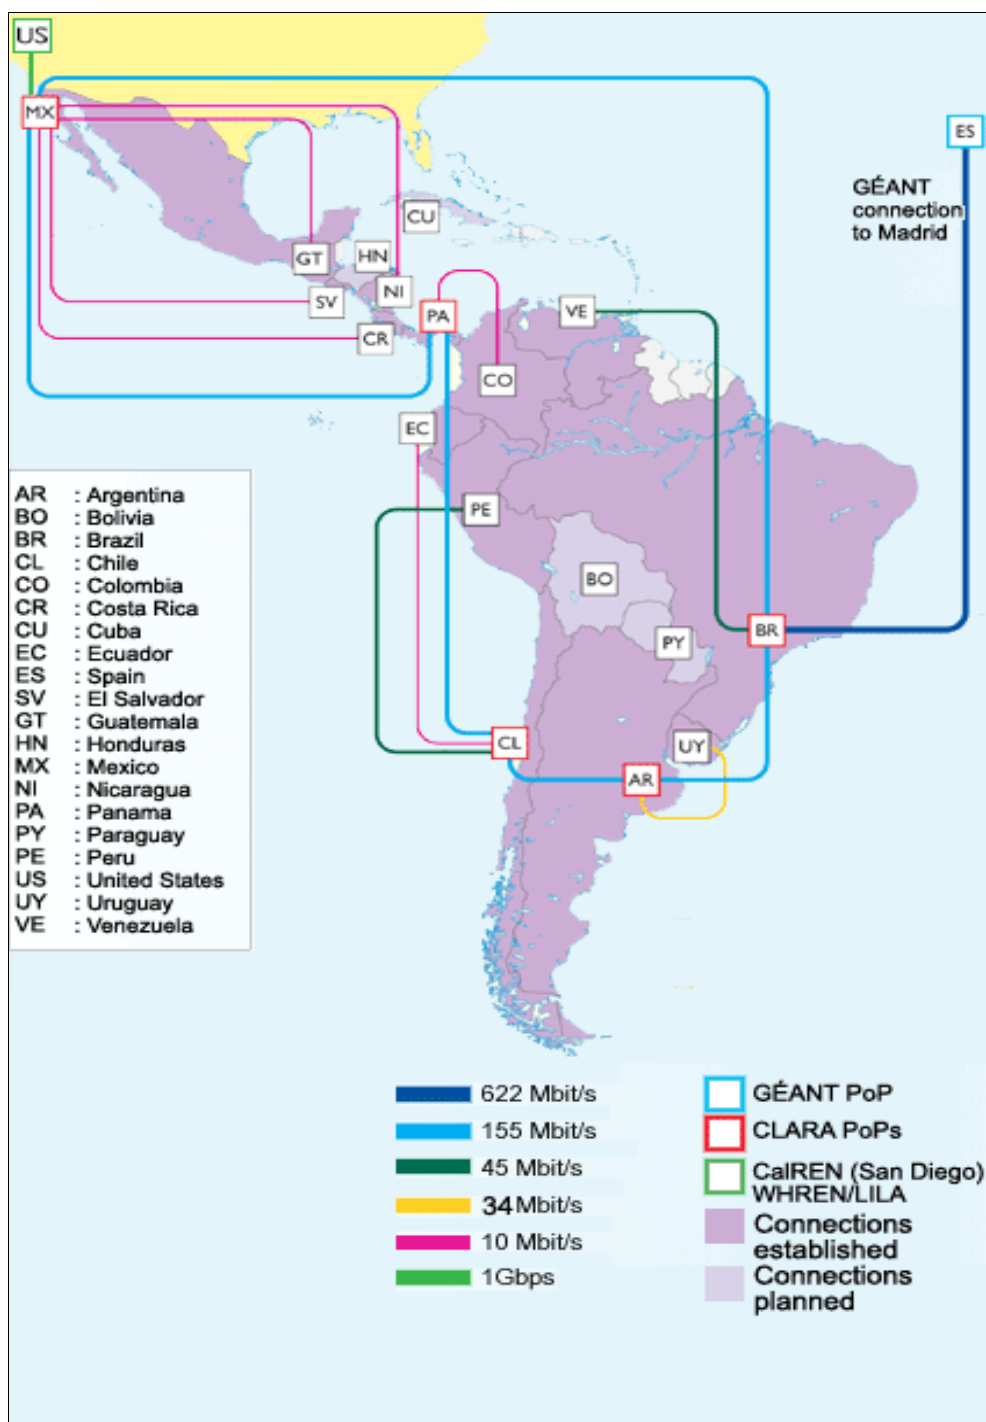 US
MX
ES
GÉANT
connection
to Madrid
CU
GT
HN
NI
SV
PA
VE
CR
CO
EC
PE
BO
BR
PY
CL
UY
AR
AR : Argentina
BO : Bolivia
BR : Brazil
CL : Chile
CO : Colombia
CR : Costa Rica
CU : Cuba
EC : Ecuador
ES : Spain
SV : El Salvador
GT : Guatemala
HN : Honduras
MX : Mexico
NI : Nicaragua
PA : Panama
PY : Paraguay
PE : Peru
US : United States
UY : Uruguay
VE : Venezuela
622 Mbit/s
155 Mbit/s
45 Mbit/s
34Mbit/s
10 Mbit/s
1Gbps
GÉANT PoP
CLARA PoPs
CalREN (San Diego)
WHREN/LILA
Connections
established
Connections
planned